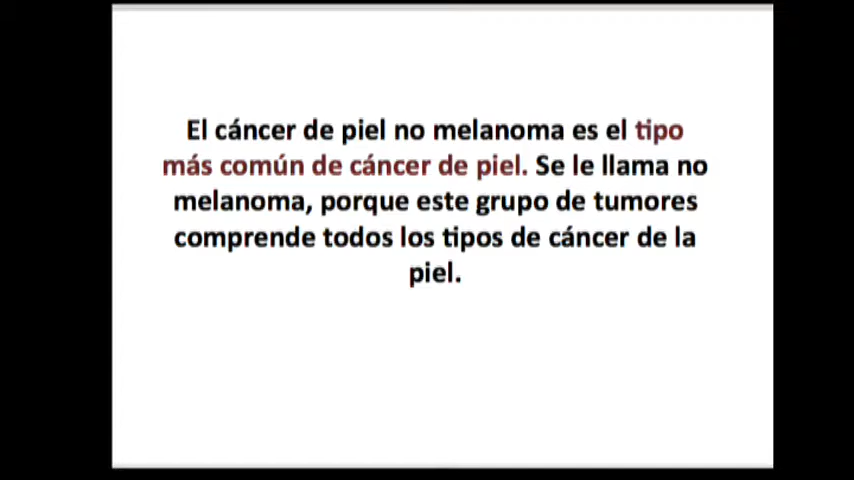 El cáncer de piel no melanoma es el tipo
más común de cáncer de piel. Se le llama no
melanoma, porque este grupo de tumores
comprende todos los tipos de cáncer de la
piel.